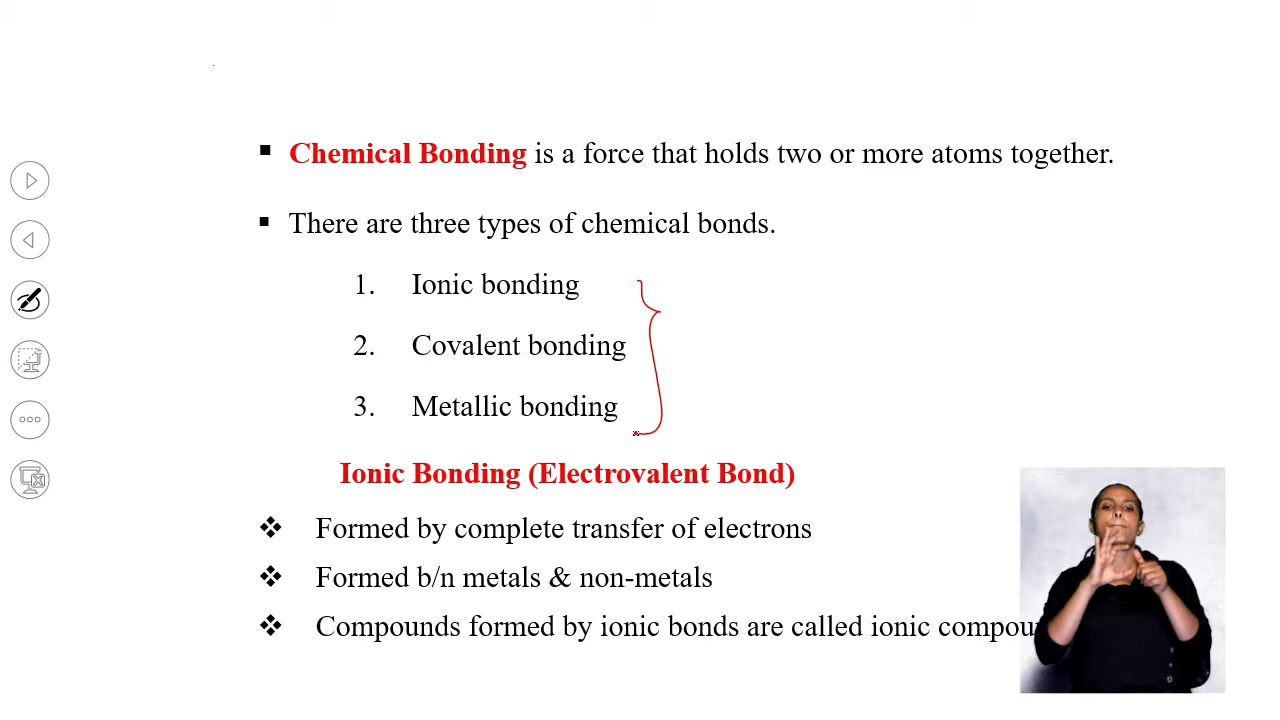 ▪ Chemical Bonding is a force that holds two or more atoms together.
▪ There are three types of chemical bonds.
1. Ionic bonding
2. Covalent bonding
3. Metallic bonding
Ionic Bonding (Electrovalent Bond)
❖ Formed by complete transfer of electrons
❖ Formed b/n metals & non-metals
❖ Compounds formed by ionic bonds are called ionic